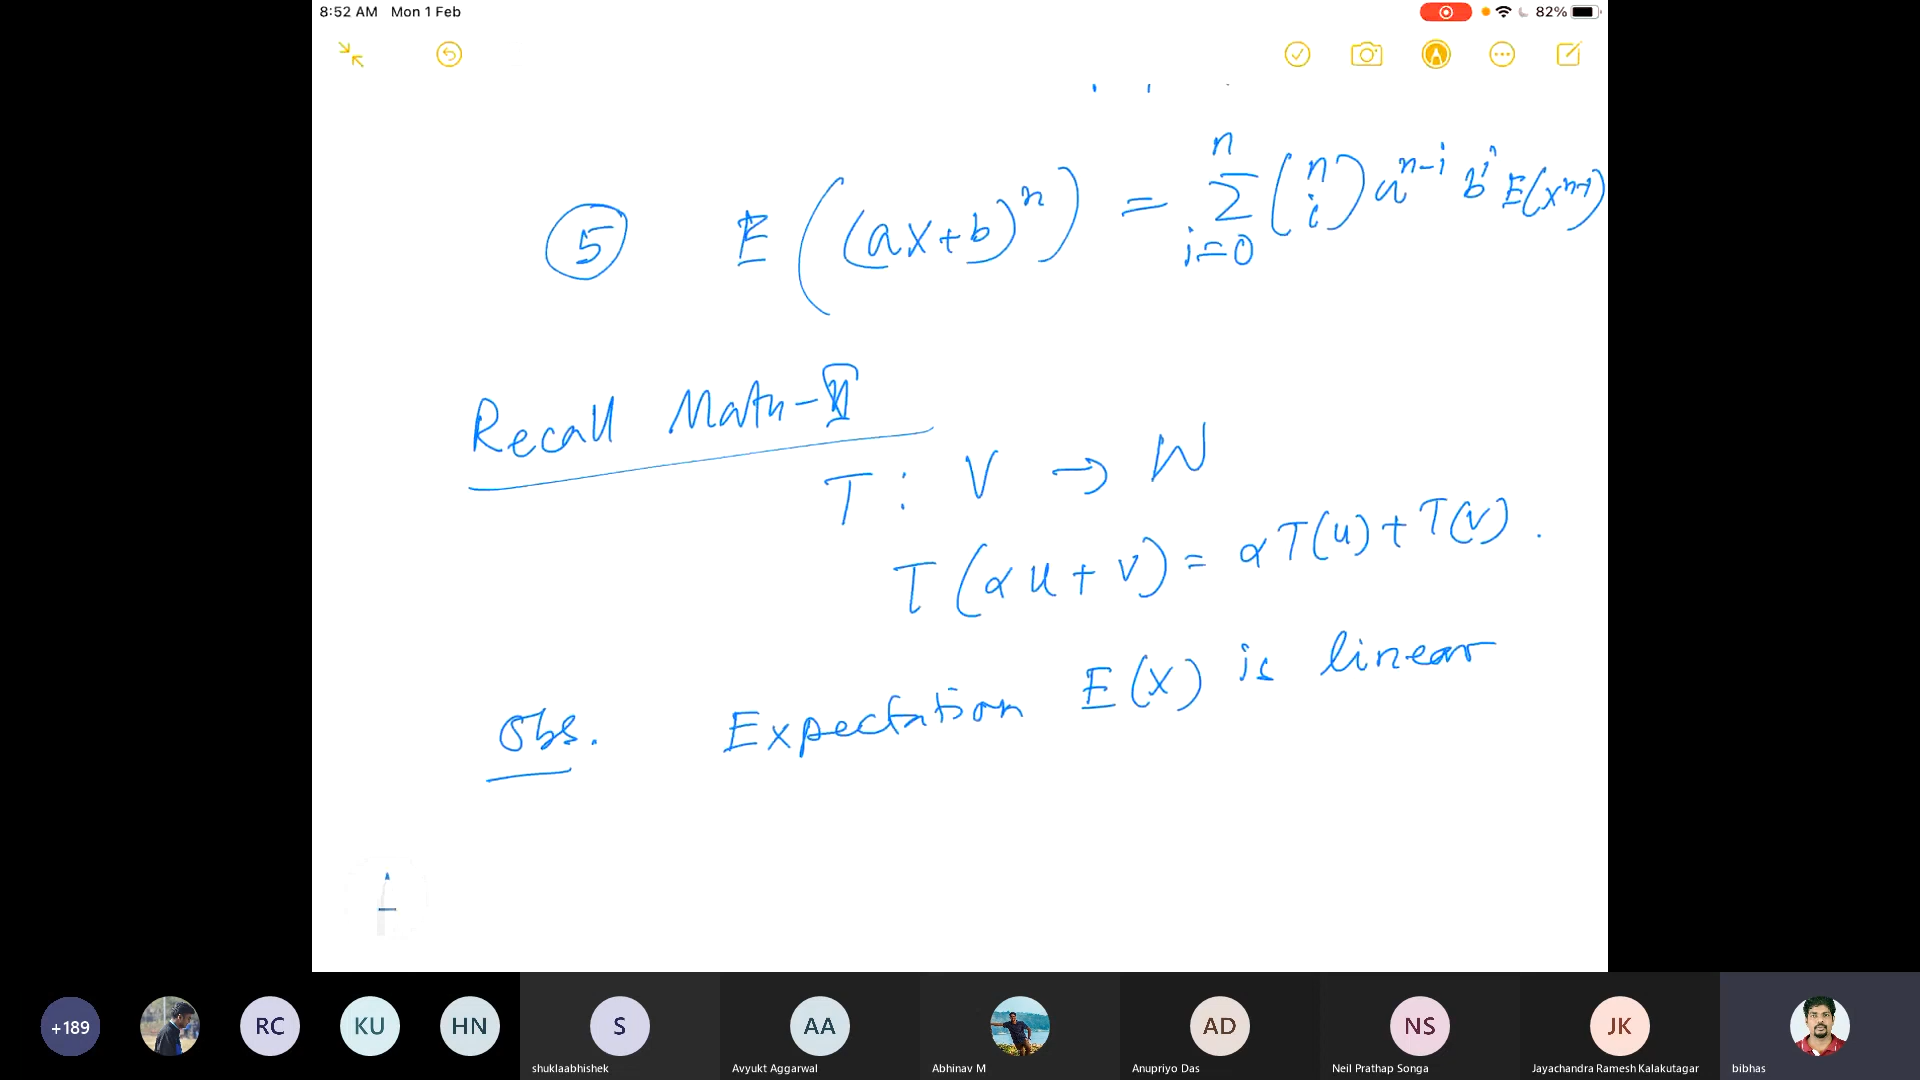 8:52 AM Mon 1 Feb
82%
⑤ E((ax+b)ⁿ) = Σ_{i=0}^{n} (n i) a^{n-i} b^i E(x^{n-i})
Recall Math-II
T : V → W
T(αu + v) = αT(u) + T(v).
Obs. Expectation E(X) is linear
+189
RC
KU
HN
S
AA
AD
NS
JK
shuklaabhishek
Avyukt Aggarwal
Abhinav M
Anupriyo Das
Neil Prathap Songa
Jayachandra Ramesh Kalakutagar
bibhas